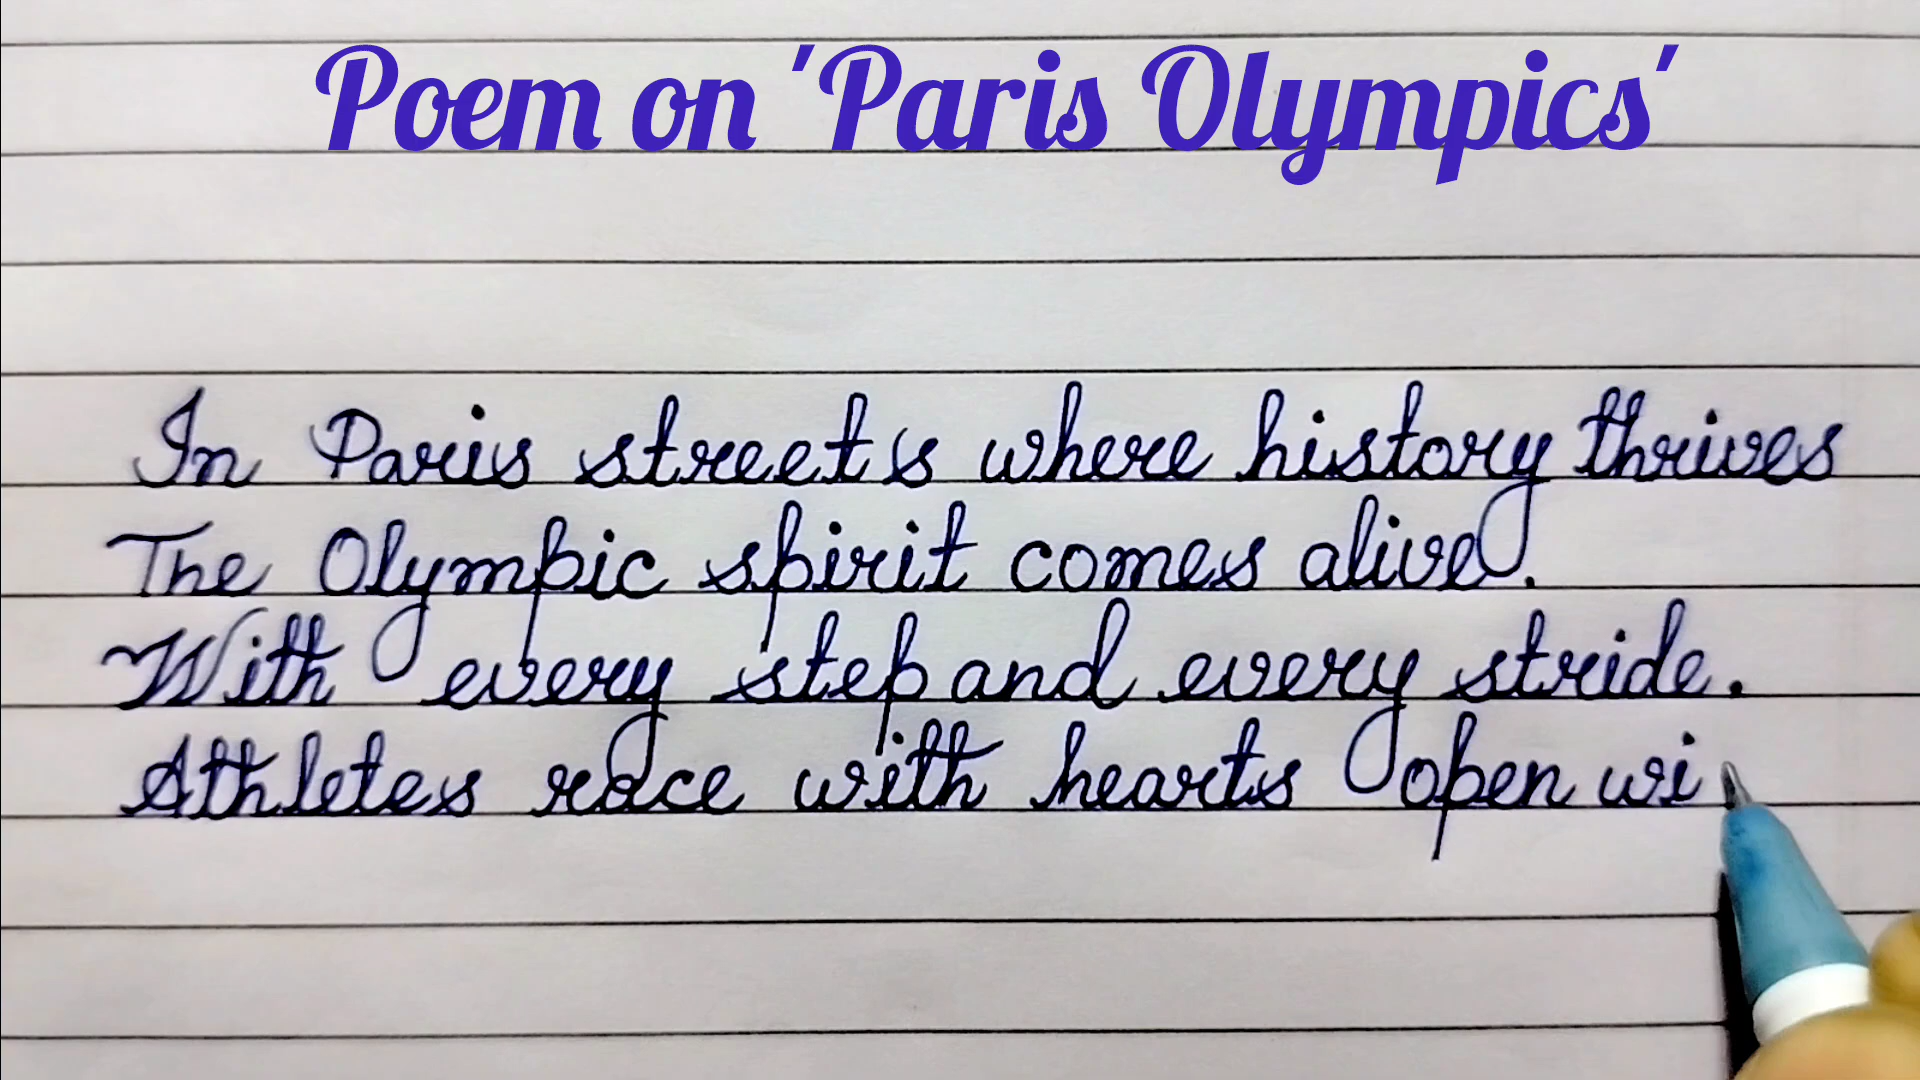 Poem on 'Paris Olympics'
In Paris streets where history thrives
The Olympic spirit comes alive.
With every step and every stride.
Athletes race with hearts open wi